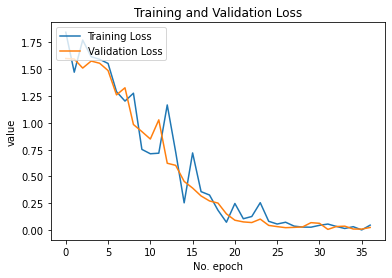 Training and Validation Loss
Training Loss
Validation Loss
1.75
1.50
1.25
1.00
0.75
0.50
0.25
0.00
value
0 5 10 15 20 25 30 35
No. epoch